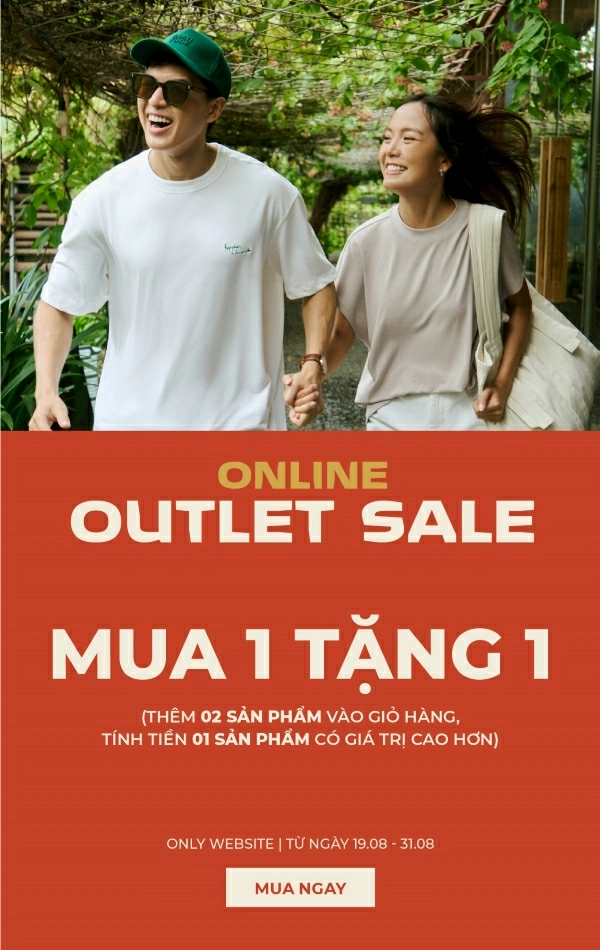 ONLINE
OUTLET SALE
MUA 1 TẶNG 1
(THÊM 02 SẢN PHẨM VÀO GIỎ HÀNG,
TÍNH TIỀN 01 SẢN PHẨM CÓ GIÁ TRỊ CAO HƠN)
ONLY WEBSITE | TỪ NGÀY 19.08 - 31.08
MUA NGAY